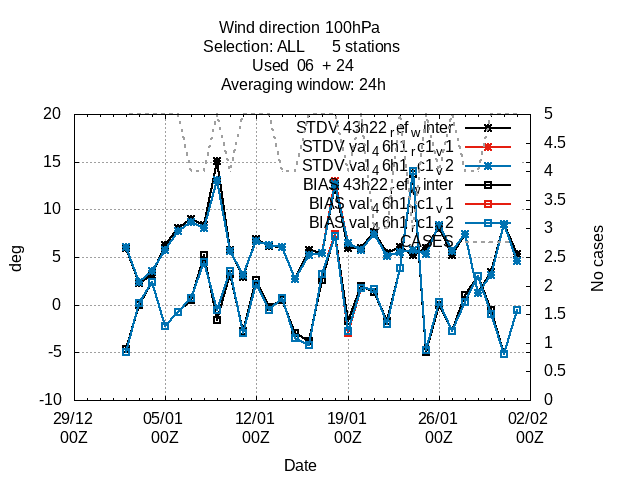 Wind direction 100hPa
Selection: ALL 5 stations
Used 06 + 24
Averaging window: 24h
STDV 43h22_ref_winter
STDV val_46h1_rc1_v1
STDV val_46h1_rc1_v2
BIAS 43h22_ref_winter
BIAS val_46h1_rc1_v1
BIAS val_46h1_rc1_v2
CASES
20
15
10
5
0
-5
-10
deg
5
4.5
4
3.5
3
2.5
2
1.5
1
0.5
0
No cases
29/12 05/01 12/01 19/01 26/01 02/02
00Z 00Z 00Z 00Z 00Z 00Z
Date